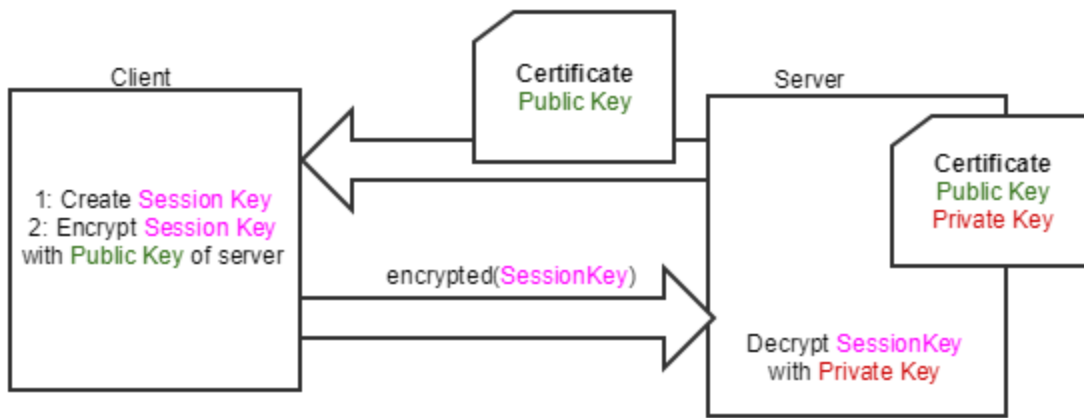 Client
Certificate
Public Key
Server
Certificate
Public Key
Private Key
1: Create Session Key
2: Encrypt Session Key
with Public Key of server
encrypted(SessionKey)
Decrypt SessionKey
with Private Key